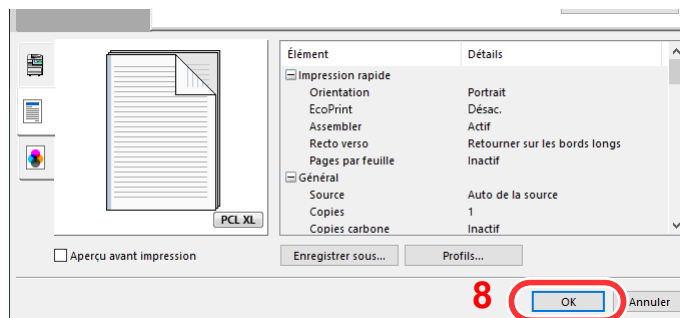 Élément Détails
Impression rapide
Orientation Portrait
EcoPrint Désac.
Assembler Actif
Recto verso Retourner sur les bords longs
Pages par feuille Inactif
Général
Source Auto de la source
Copies 1
Copies carbone Inactif
PCL XL
Aperçu avant impression Enregistrer sous... Profils...
8 OK Annuler